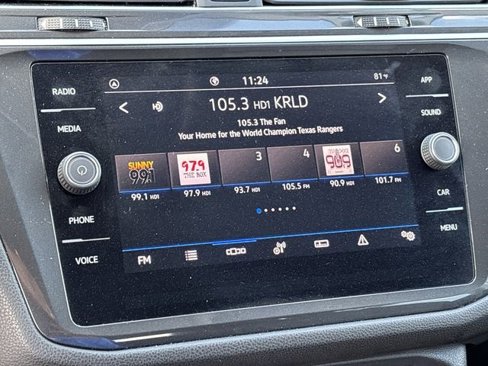 RADIO
MEDIA
PHONE
VOICE
11:24
81°F
105.3 HD1 KRLD
105.3 The Fan
Your Home for the World Champion Texas Rangers
SUNNY
99.1
97.9
THE BOX
3
4
90.9
6
99.1 HD1
97.9 HD1
93.7 HD1
105.5 FM
90.9 HD1
101.7 FM
FM
APP
SOUND
CAR
MENU